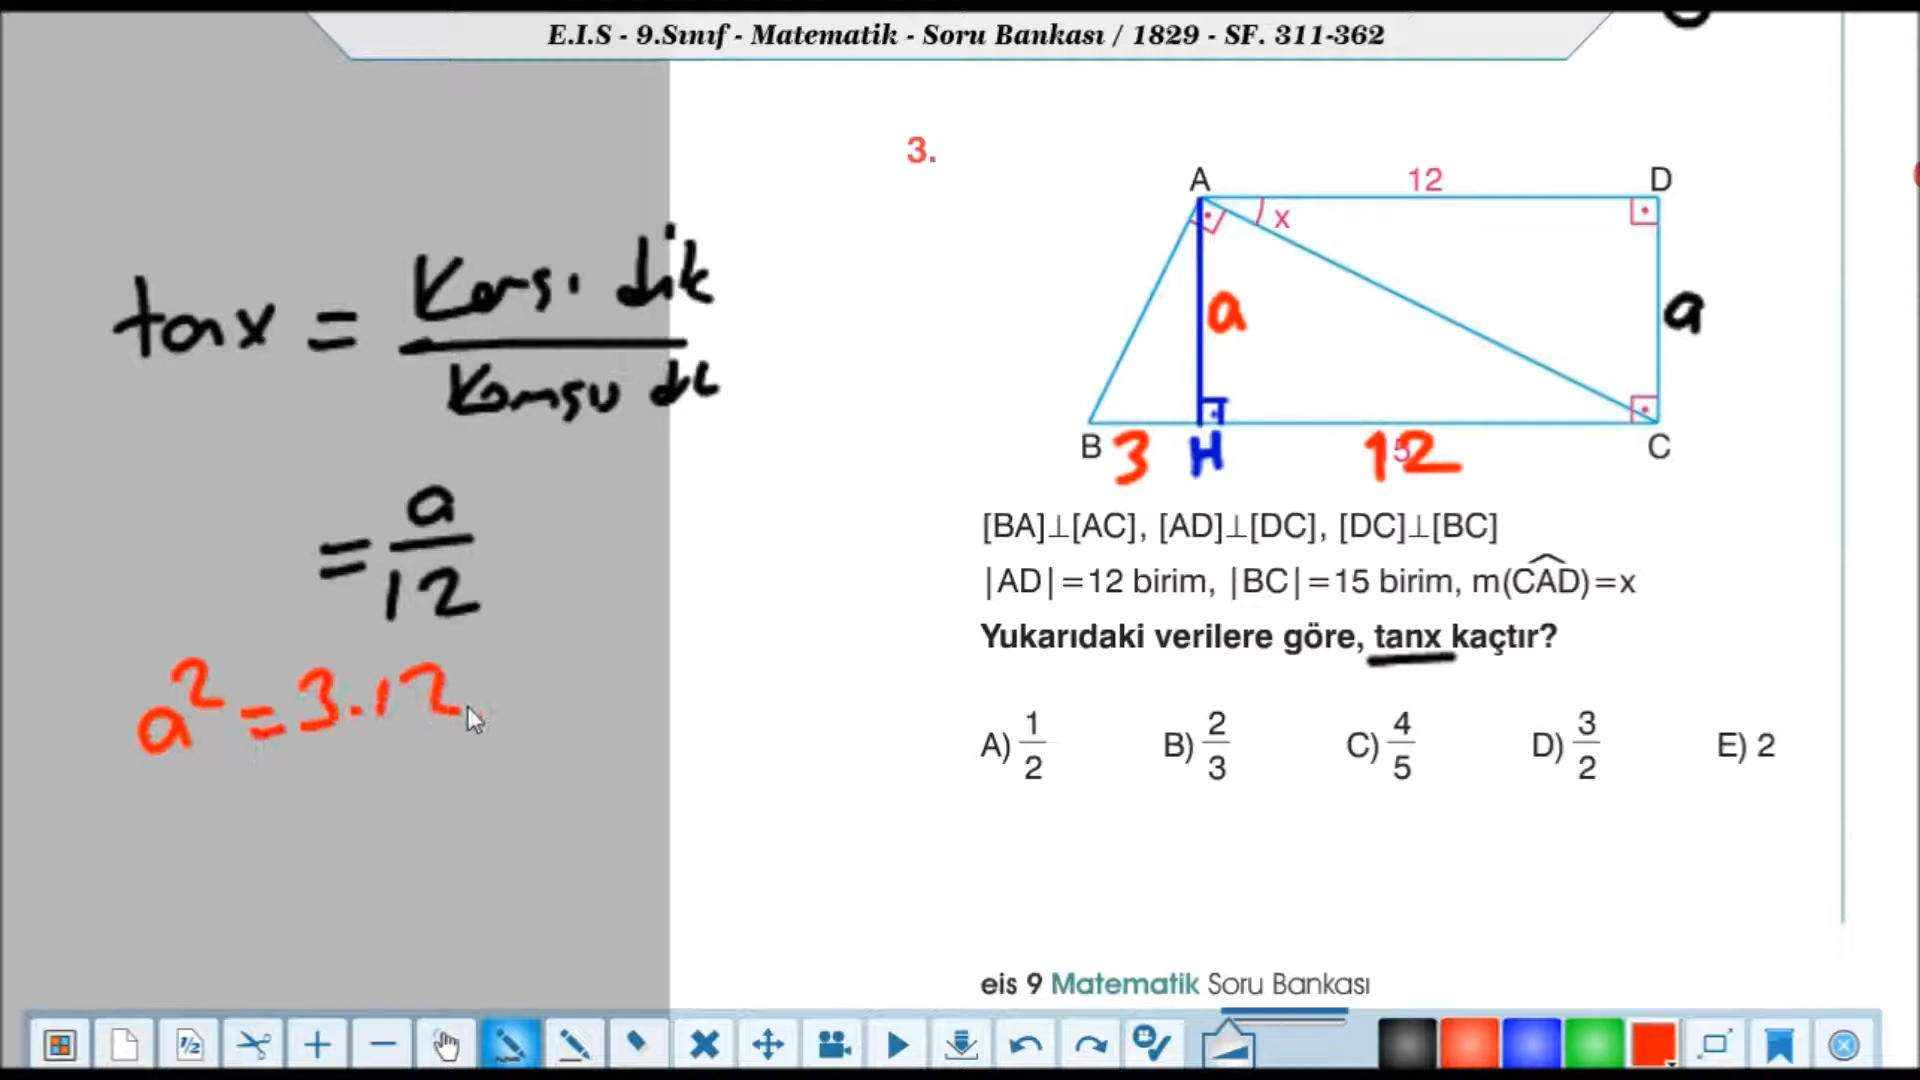 E.I.S - 9.Sınıf - Matematik - Soru Bankası / 1829 - SF. 311-362
tanx = Karşı dik
Komşu dik
= a
12
a² = 3.12
3.
A 12 D
x
a a
B 3 H 12 C
[BA]⊥[AC], [AD]⊥[DC], [DC]⊥[BC]
|AD|=12 birim, |BC|=15 birim, m(CAD)=x
Yukarıdaki verilere göre, tanx kaçtır?
A) 1/2 B) 2/3 C) 4/5 D) 3/2 E) 2
eis 9 Matematik Soru Bankası
1/2